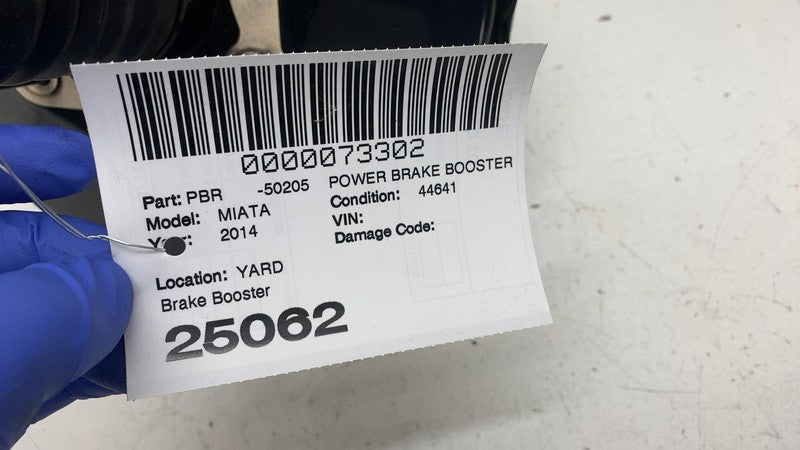 0000073302
Part: PBR -50205 POWER BRAKE BOOSTER
Model: MIATA Condition: 44641
2014 VIN:
Damage Code:
Location: YARD
Brake Booster
25062